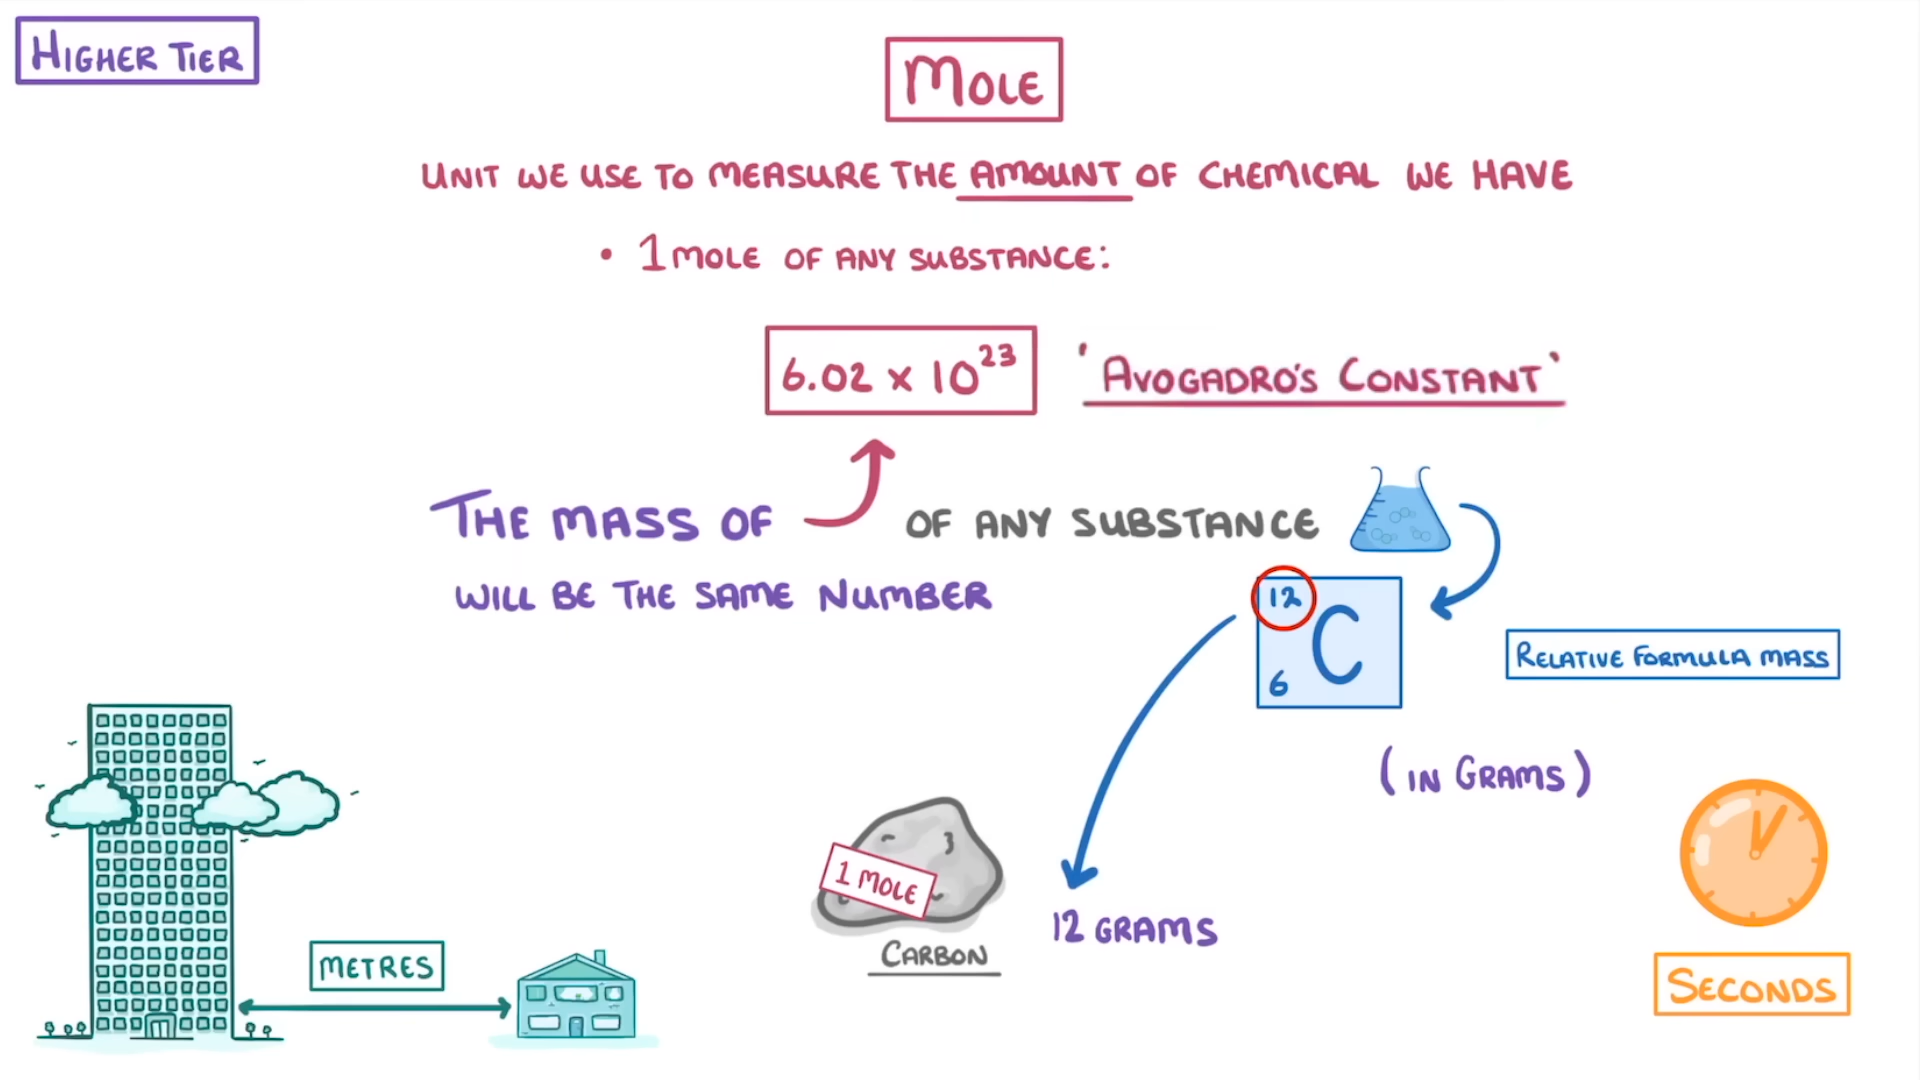 HIGHER TIER
MOLE
UNIT WE USE TO MEASURE THE AMOUNT OF CHEMICAL WE HAVE
• 1 MOLE OF ANY SUBSTANCE:
6.02 x 10²³ 'AVOGADRO'S CONSTANT'
THE MASS OF OF ANY SUBSTANCE
WILL BE THE SAME NUMBER
12
C
6
RELATIVE FORMULA MASS
(IN GRAMS)
1 MOLE
CARBON
12 GRAMS
METRES
SECONDS